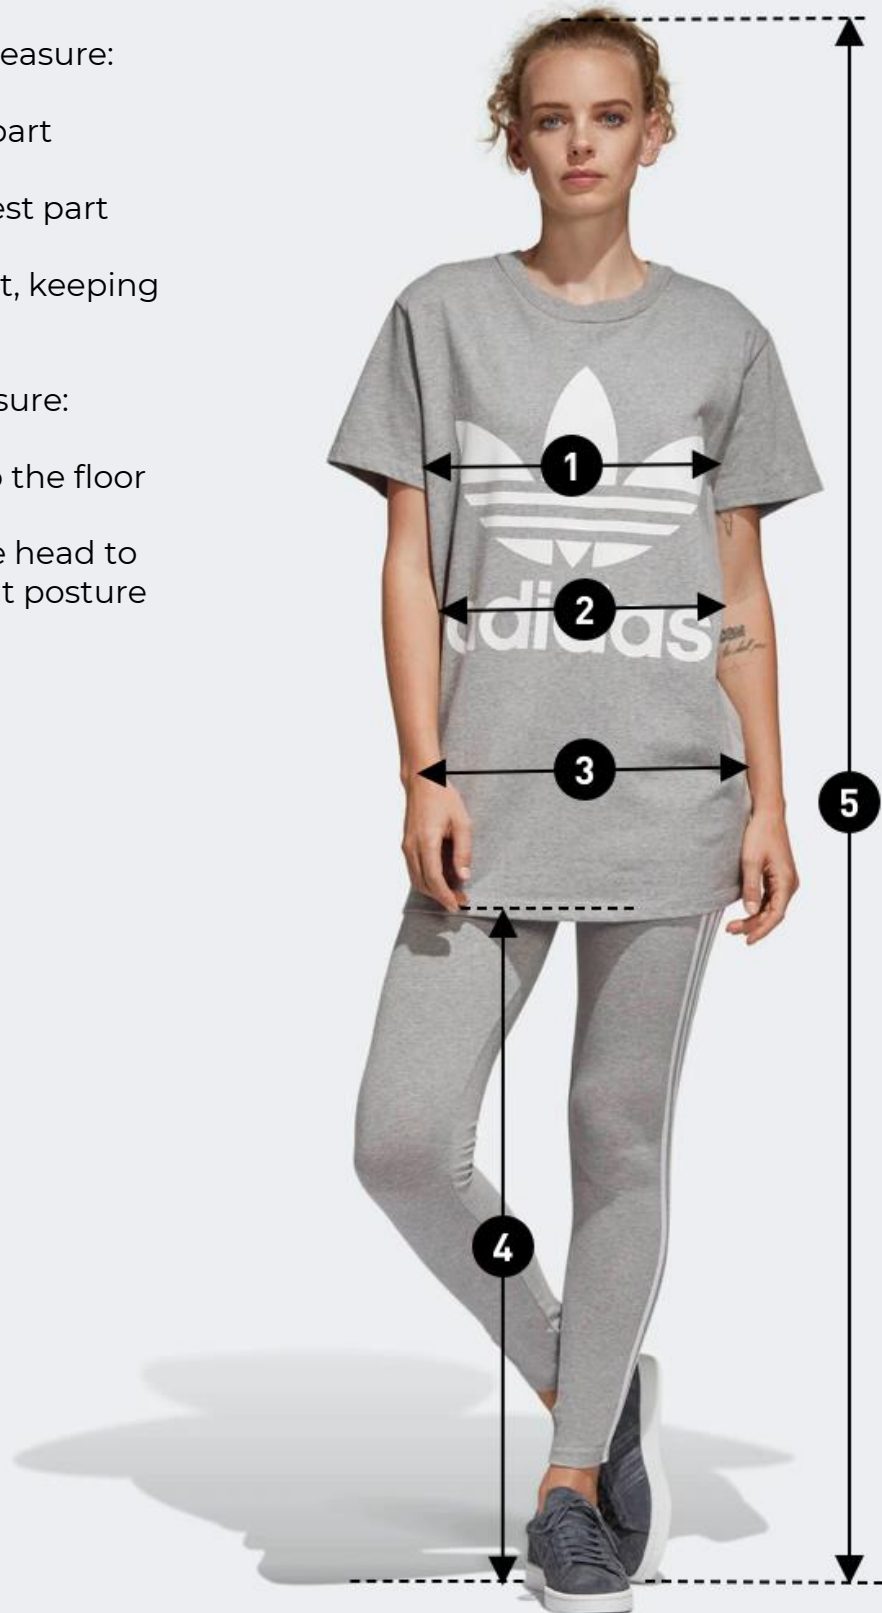 easure:
part
est part
t, keeping
sure:
o the floor
e head to
t posture
1
adidas
2
3
5
4